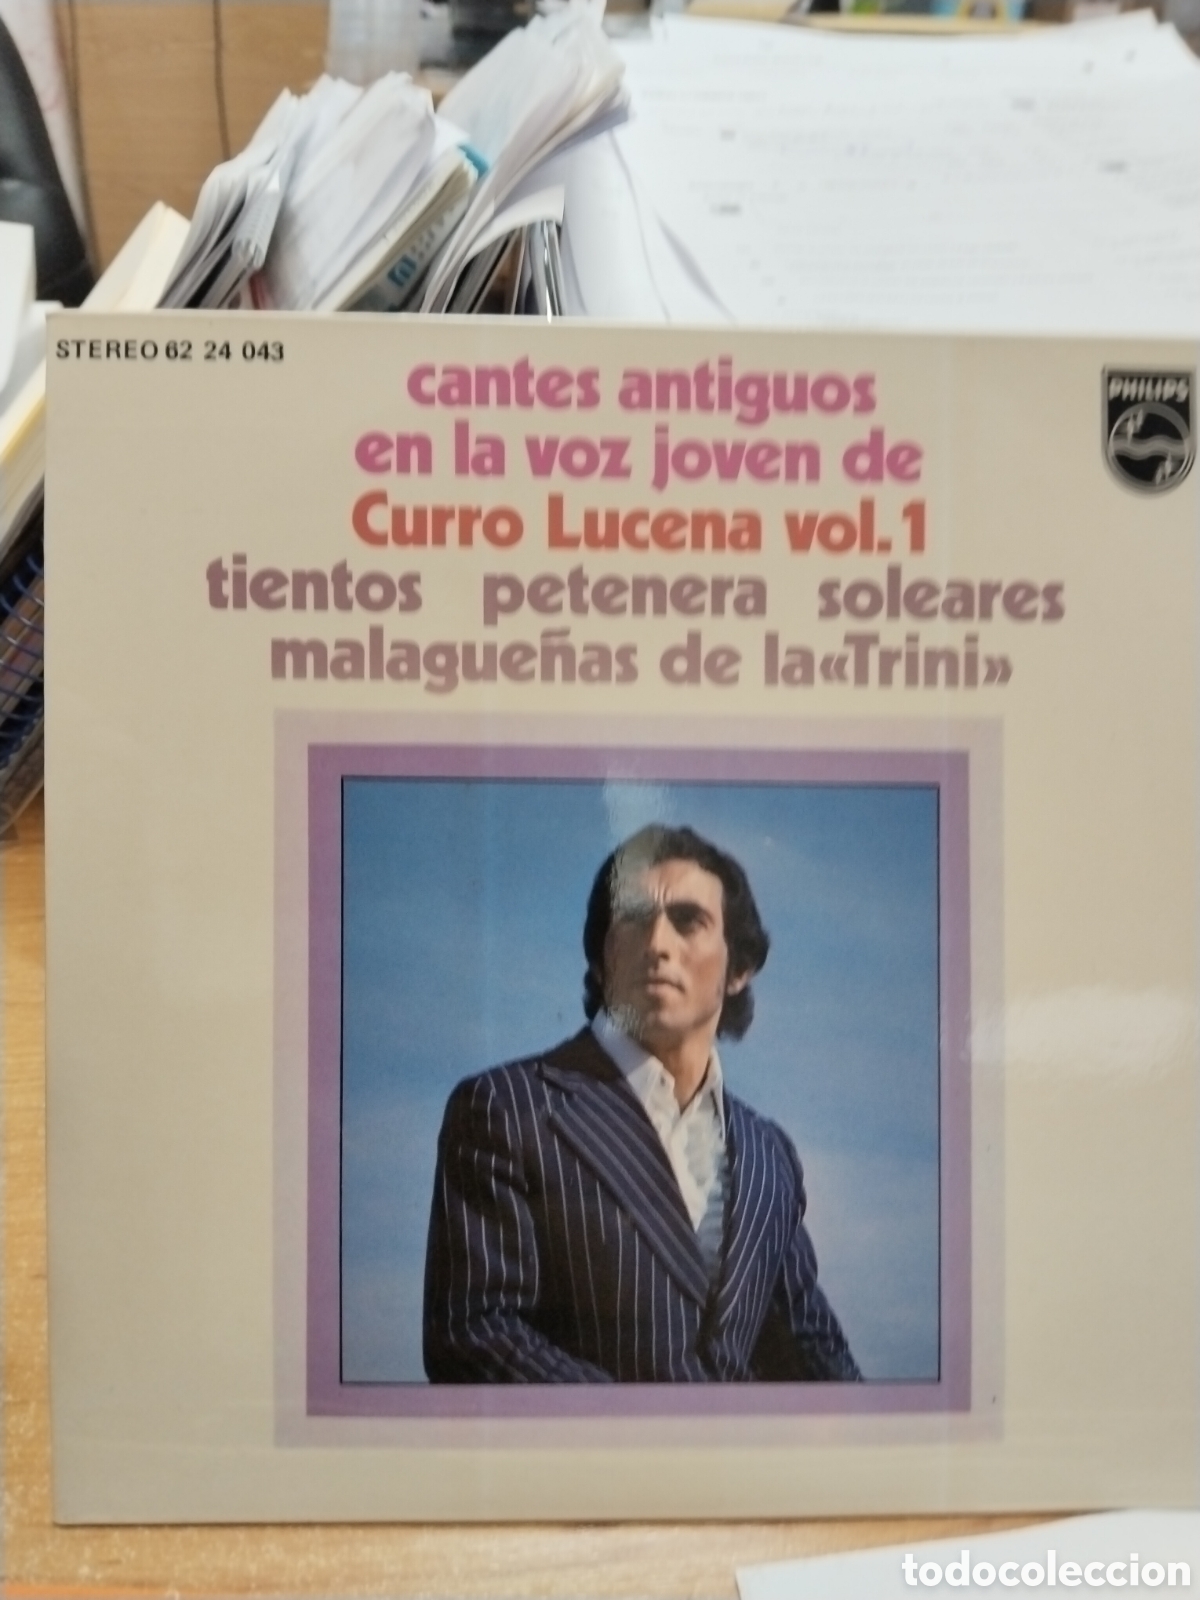 STEREO 62 24 043
PHILIPS
cantes antiguos
en la voz joven de
Curro Lucena vol.1
tientos petenera soleares
malagueñas de la «Trini»
todocoleccion